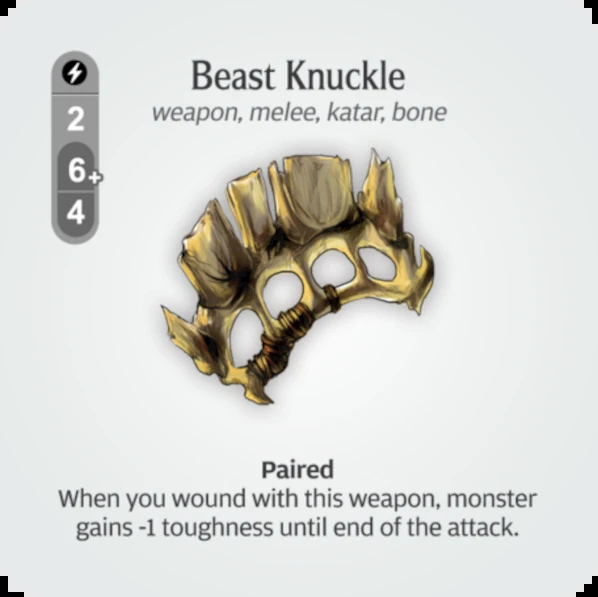 Beast Knuckle
weapon, melee, katar, bone
2
6+
4
Paired
When you wound with this weapon, monster
gains -1 toughness until end of the attack.